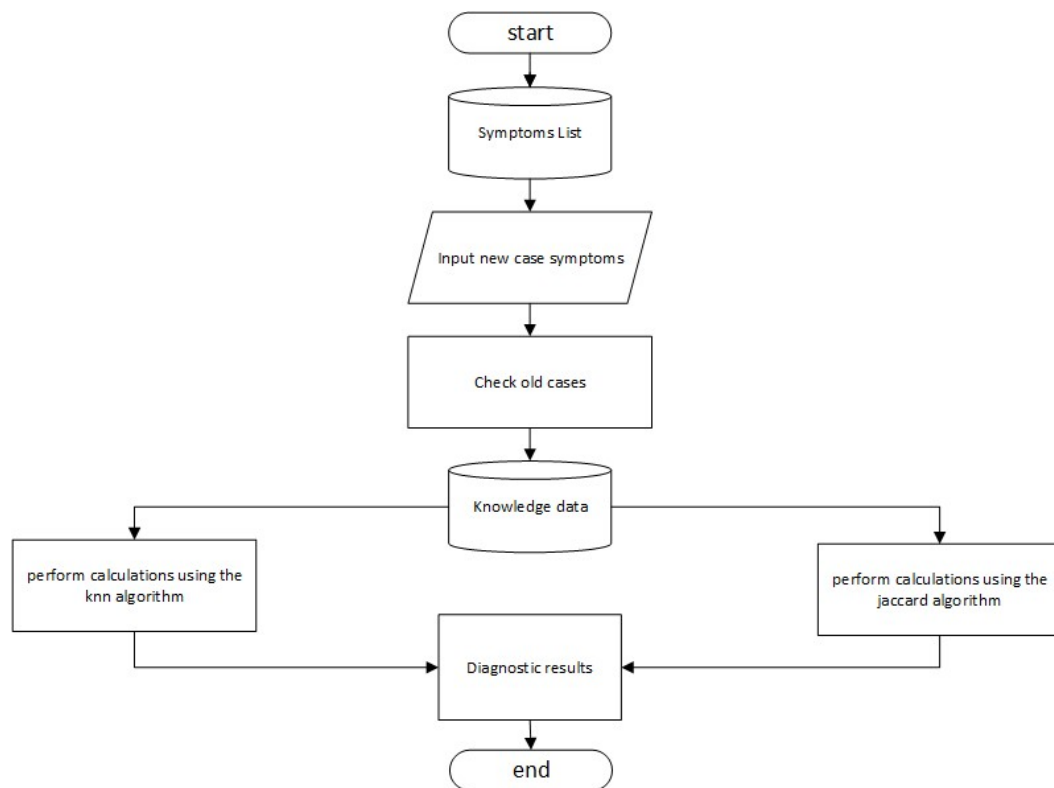 start
Symptoms List
Input new case symptoms
Check old cases
Knowledge data
perform calculations using the
knn algorithm
perform calculations using the
jaccard algorithm
Diagnostic results
end